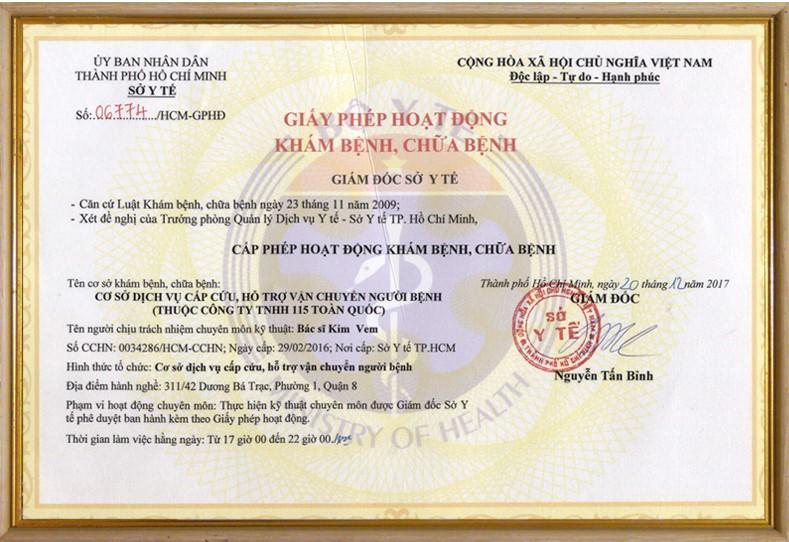 ỦY BAN NHÂN DÂN
THÀNH PHỐ HỒ CHÍ MINH
SỞ Y TẾ
Số: 06774/HCM-GPHĐ
CỘNG HÒA XÃ HỘI CHỦ NGHĨA VIỆT NAM
Độc lập - Tự do - Hạnh phúc
BỘ Y TẾ
GIẤY PHÉP HOẠT ĐỘNG
KHÁM BỆNH, CHỮA BỆNH
GIÁM ĐỐC SỞ Y TẾ
- Căn cứ Luật Khám bệnh, chữa bệnh ngày 23 tháng 11 năm 2009;
- Xét đề nghị của Trưởng phòng Quản lý Dịch vụ Y tế - Sở Y tế TP. Hồ Chí Minh,
CẤP PHÉP HOẠT ĐỘNG KHÁM BỆNH, CHỮA BỆNH
Tên cơ sở khám bệnh, chữa bệnh:
CƠ SỞ DỊCH VỤ CẤP CỨU, HỖ TRỢ VẬN CHUYỂN NGƯỜI BỆNH
(THUỘC CÔNG TY TNHH 115 TOÀN QUỐC)
Tên người chịu trách nhiệm chuyên môn kỹ thuật: Bác sĩ Kim Vem
Số CCHN: 0034286/HCM-CCHN; Ngày cấp: 29/02/2016; Nơi cấp: Sở Y tế TP.HCM
Hình thức tổ chức: Cơ sở dịch vụ cấp cứu, hỗ trợ vận chuyển người bệnh
Địa điểm hành nghề: 311/42 Dương Bá Trạc, Phường 1, Quận 8
Phạm vi hoạt động chuyên môn: Thực hiện kỹ thuật chuyên môn được Giám đốc Sở Y
tế phê duyệt ban hành kèm theo Giấy phép hoạt động.
Thời gian làm việc hằng ngày: Từ 17 giờ 00 đến 22 giờ 00.
Thành phố Hồ Chí Minh, ngày 20 tháng 12 năm 2017
GIÁM ĐỐC
SỞ
Y TẾ
Nguyễn Tấn Bỉnh
MINISTRY OF HEALTH